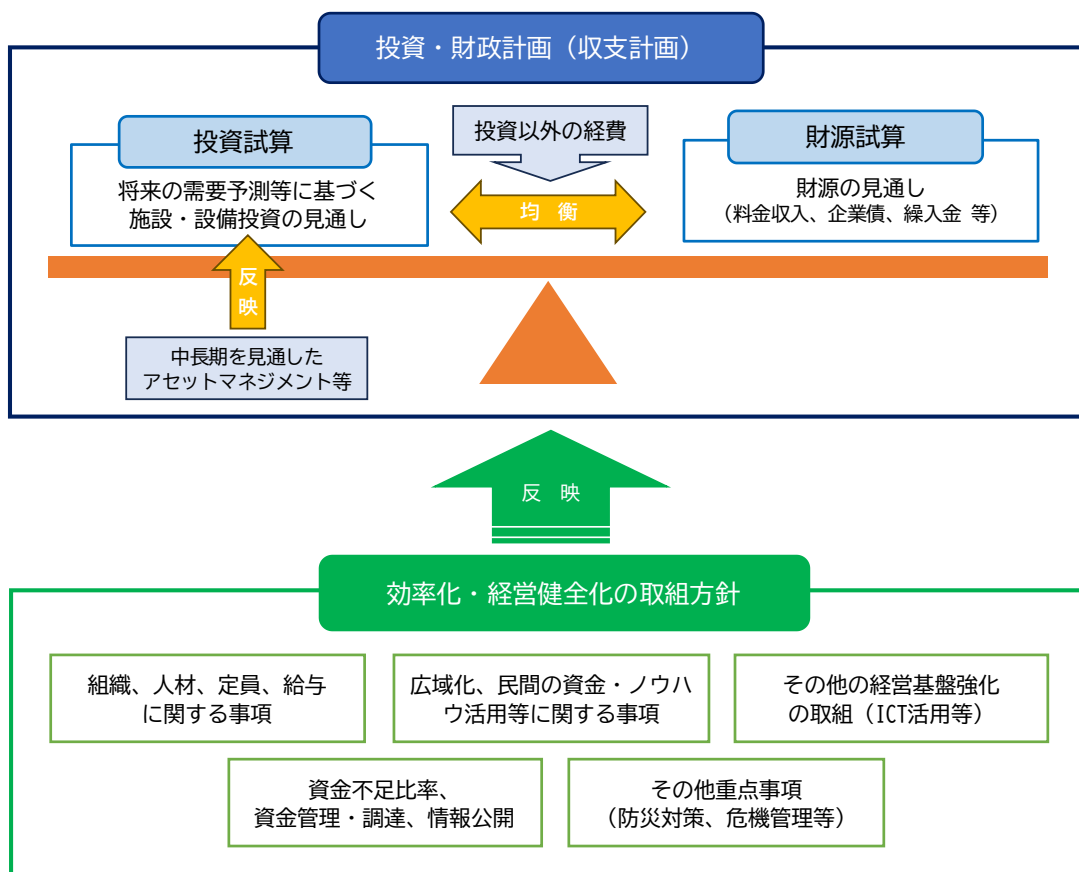 投資・財政計画（収支計画）
投資試算
将来の需要予測等に基づく
施設・設備投資の見通し
投資以外の経費
均 衡
財源試算
財源の見通し
（料金収入、企業債、繰入金 等）
反
映
中長期を見通した
アセットマネジメント等
反 映
効率化・経営健全化の取組方針
組織、人材、定員、給与
に関する事項
広域化、民間の資金・ノウハ
ウ活用等に関する事項
その他の経営基盤強化
の取組（ICT活用等）
資金不足比率、
資金管理・調達、情報公開
その他重点事項
（防災対策、危機管理等）